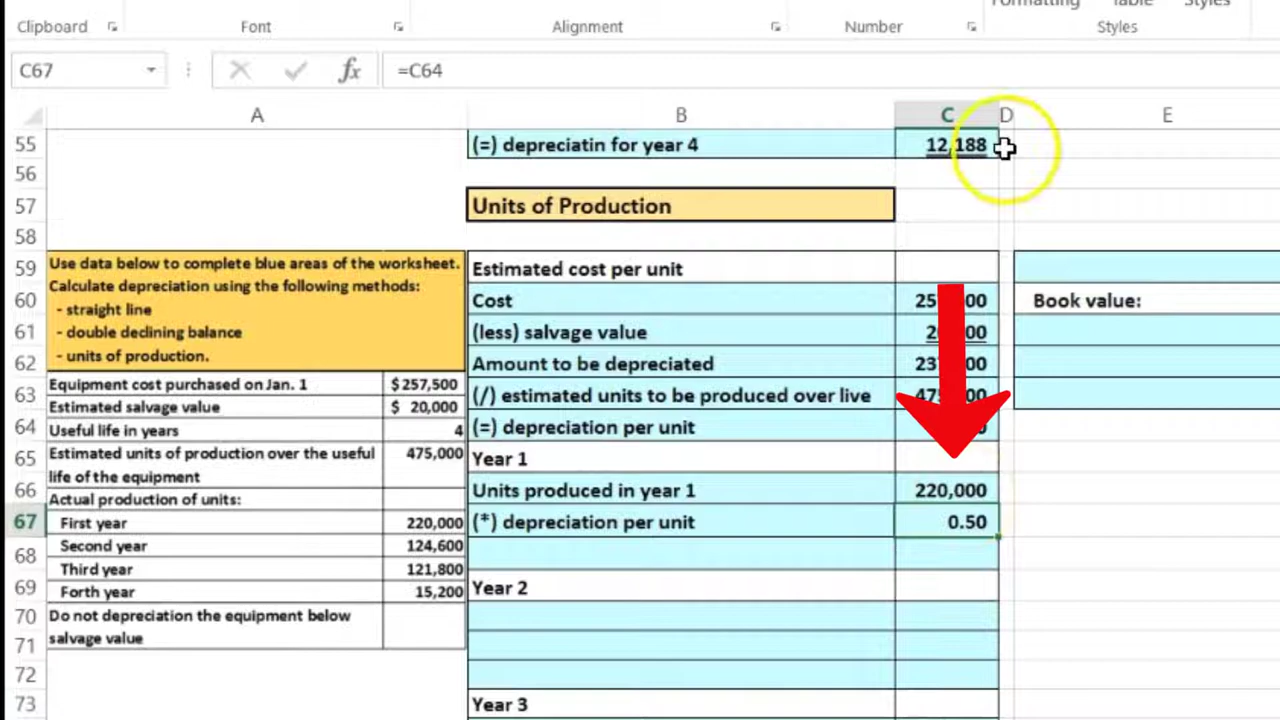 Formatting Table Styles
Clipboard Font Alignment Number Styles
C67 fx =C64
A B C D E
55 (=) depreciatin for year 4 12,188
56
57 Units of Production
58
59 Use data below to complete blue areas of the worksheet. Estimated cost per unit
Calculate depreciation using the following methods:
60 - straight line Cost Book value:
61 - double declining balance (less) salvage value
62 - units of production. Amount to be depreciated
Equipment cost purchased on Jan. 1 $257,500
63 Estimated salvage value $ 20,000 (/) estimated units to be produced over live
64 Useful life in years 4 (=) depreciation per unit
65 Estimated units of production over the useful 475,000 Year 1
life of the equipment
66 Actual production of units: Units produced in year 1 220,000
67 First year 220,000 (*) depreciation per unit 0.50
68 Second year 124,600
Third year 121,800
69 Forth year 15,200 Year 2
70 Do not depreciation the equipment below
71 salvage value
72
73 Year 3